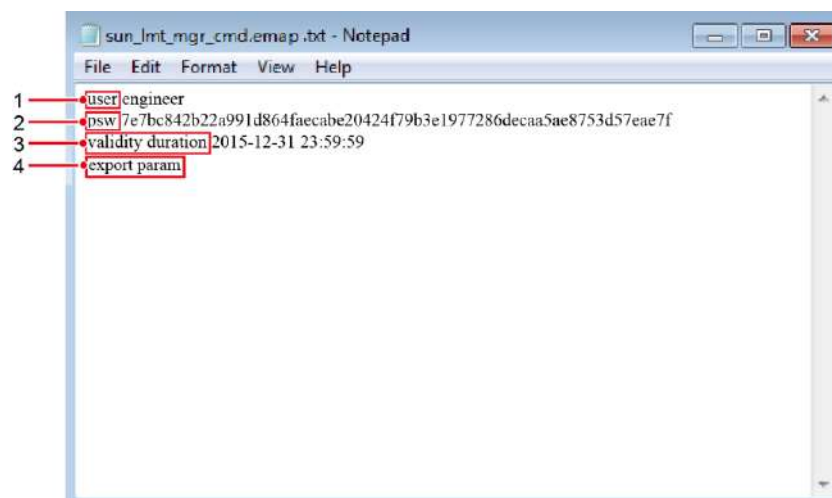 sun_lmt_mgr_cmd.emap .txt - Notepad
File Edit Format View Help
1 user engineer
2 psw 7e7bc842b22a991d864faecabe20424f79b3e1977286decaa5ae8753d57eae7f
3 validity duration 2015-12-31 23:59:59
4 export param